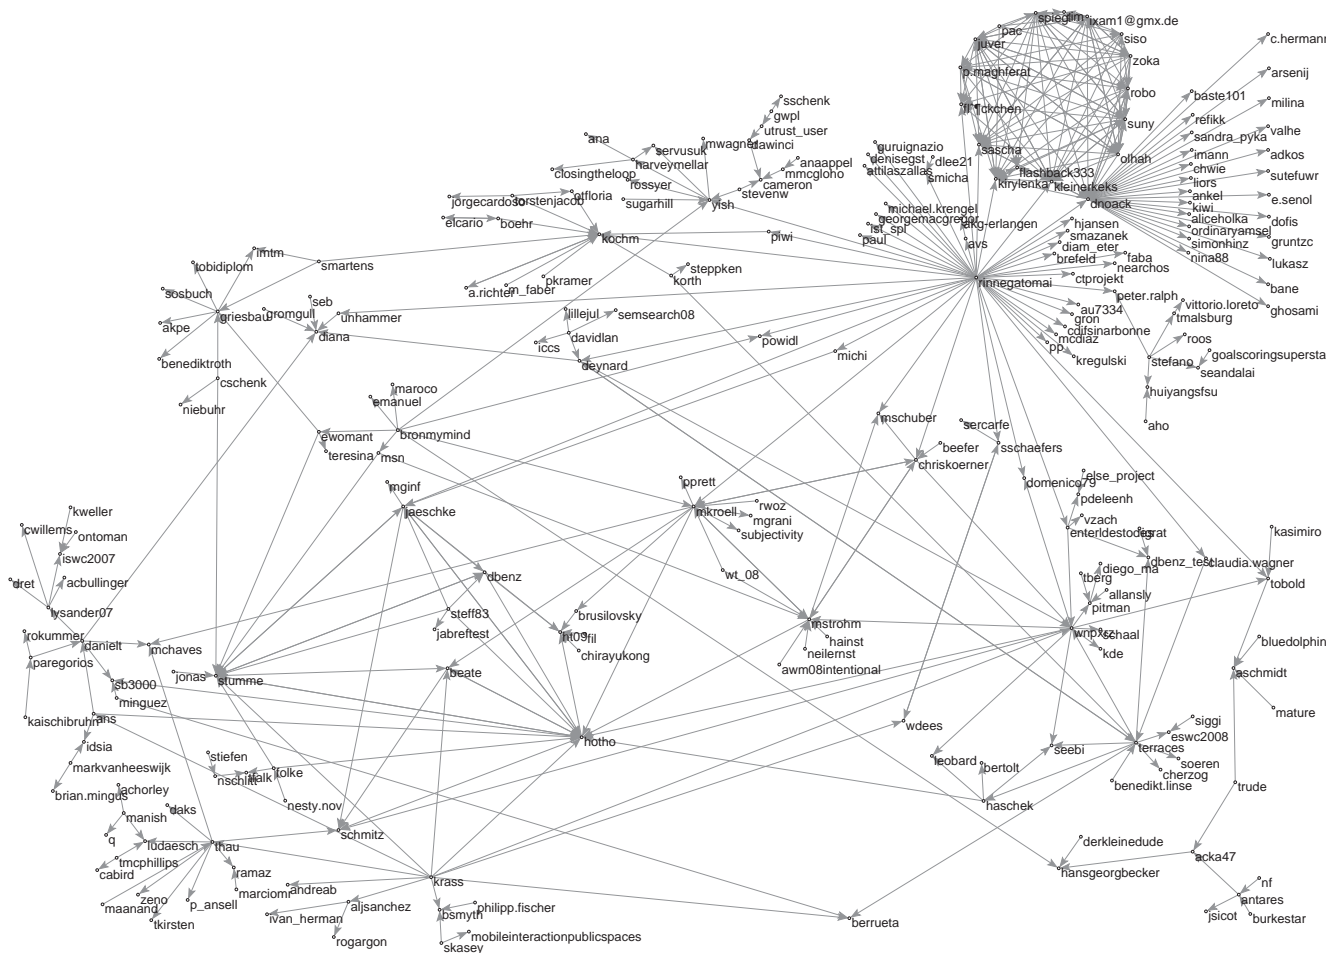 spieglim
ixam1@gmx.de
pac
siso
c.hermann
juver
zoka
p.maghferat
arsenij
robo
baste101
milina
sschenk
gwpl
fl¶ckchen
suny
refikk
ana
utrust_user
valhe
mwagner
dawinci
sandra_pyka
servusuk
guruignazio
sascha
olhah
imann
adkos
harveymellar
denisegst
dlee21
closingtheloop
anaappel
attilaszallas
flashback333
chwie
sutefuwr
mmcgloho
smicha
rossyer
cameron
krylenka
kleinerkeks
liors
jorgecardoso
torstenjacob
otfloria
stevenw
ankel
e.senol
sugarhill
yish
dnoack
kiwi
michael.krengel
aliceholka
dofis
elcario
boehr
georgemacgregor
hjansen
akg-erlangen
ist_spl
ordinaryamsel
kochm
piwi
paul
avs
smazanek
simonhinz
gruntzc
diam_eter
imtm
smartens
brefeld
faba
nina88
lukasz
tobidiplom
steppken
nearchos
korth
pkramer
rinnegatomai
ctprojekt
sosbuch
a.richter
m_faber
bane
peter.ralph
seb
vittorio.loreto
ghosami
au7334
griesbau
gromgull
uhhammer
lillejul
semsearch08
gron
tmalsburg
akpe
diana
davidlan
cdifsinarbonne
powidl
mcdiaz
roos
iccs
michi
pp
benediktroth
deynard
kregulski
stefano
goalscoringsuperstar
seandalai
cschenk
maroco
huiyangsfsu
niebuhr
emanuel
mschuber
aho
sercarfe
ewomant
bronmymind
beefer
sschaefers
teresina
msn
chriskoerner
pprett
else_project
mginf
domenico79
pdeleenh
kweller
rwoz
jaeschke
mkroell
mgrani
vzach
cwillems
ontoman
subjectivity
enterldestodes
kasimiro
iswc2007
dbenz_test
claudia.wagner
diego_ma
dret
acbullinger
dbenz
wt_08
tberg
tobold
allansly
lysander07
steff83
brusilovsky
pitman
mstrohm
rokummer
jabreftest
ht09
fil
wnpxrz
schaal
bluedolphin
danielt
mchaves
hainst
paregorios
chirayukong
neilernst
kde
jonas
stumme
beate
awm08intentional
aschmidt
sb3000
minguez
mature
kaischibruhn
ans
wdees
siggi
hotho
eswc2008
idsia
stiefen
seebi
terraces
leobard
bertolt
soeren
markvanheeswijk
nschlitt
folke
cherzog
brian.mingus
achorley
benedikt.linse
trude
nesty.nov
haschek
daks
manish
schmitz
q
ludaesch
thau
derkleinedude
tmcphillips
acka47
cabird
ramaz
hansgeorgbecker
krass
andreab
marciomr
nf
zeno
aljsanchez
philipp.fischer
antares
maanand
p_ansell
bsmyth
jsicot
burkestar
tkirsten
ivan_herman
berrueta
mobileinteractionpublicspaces
rogargon
skasey